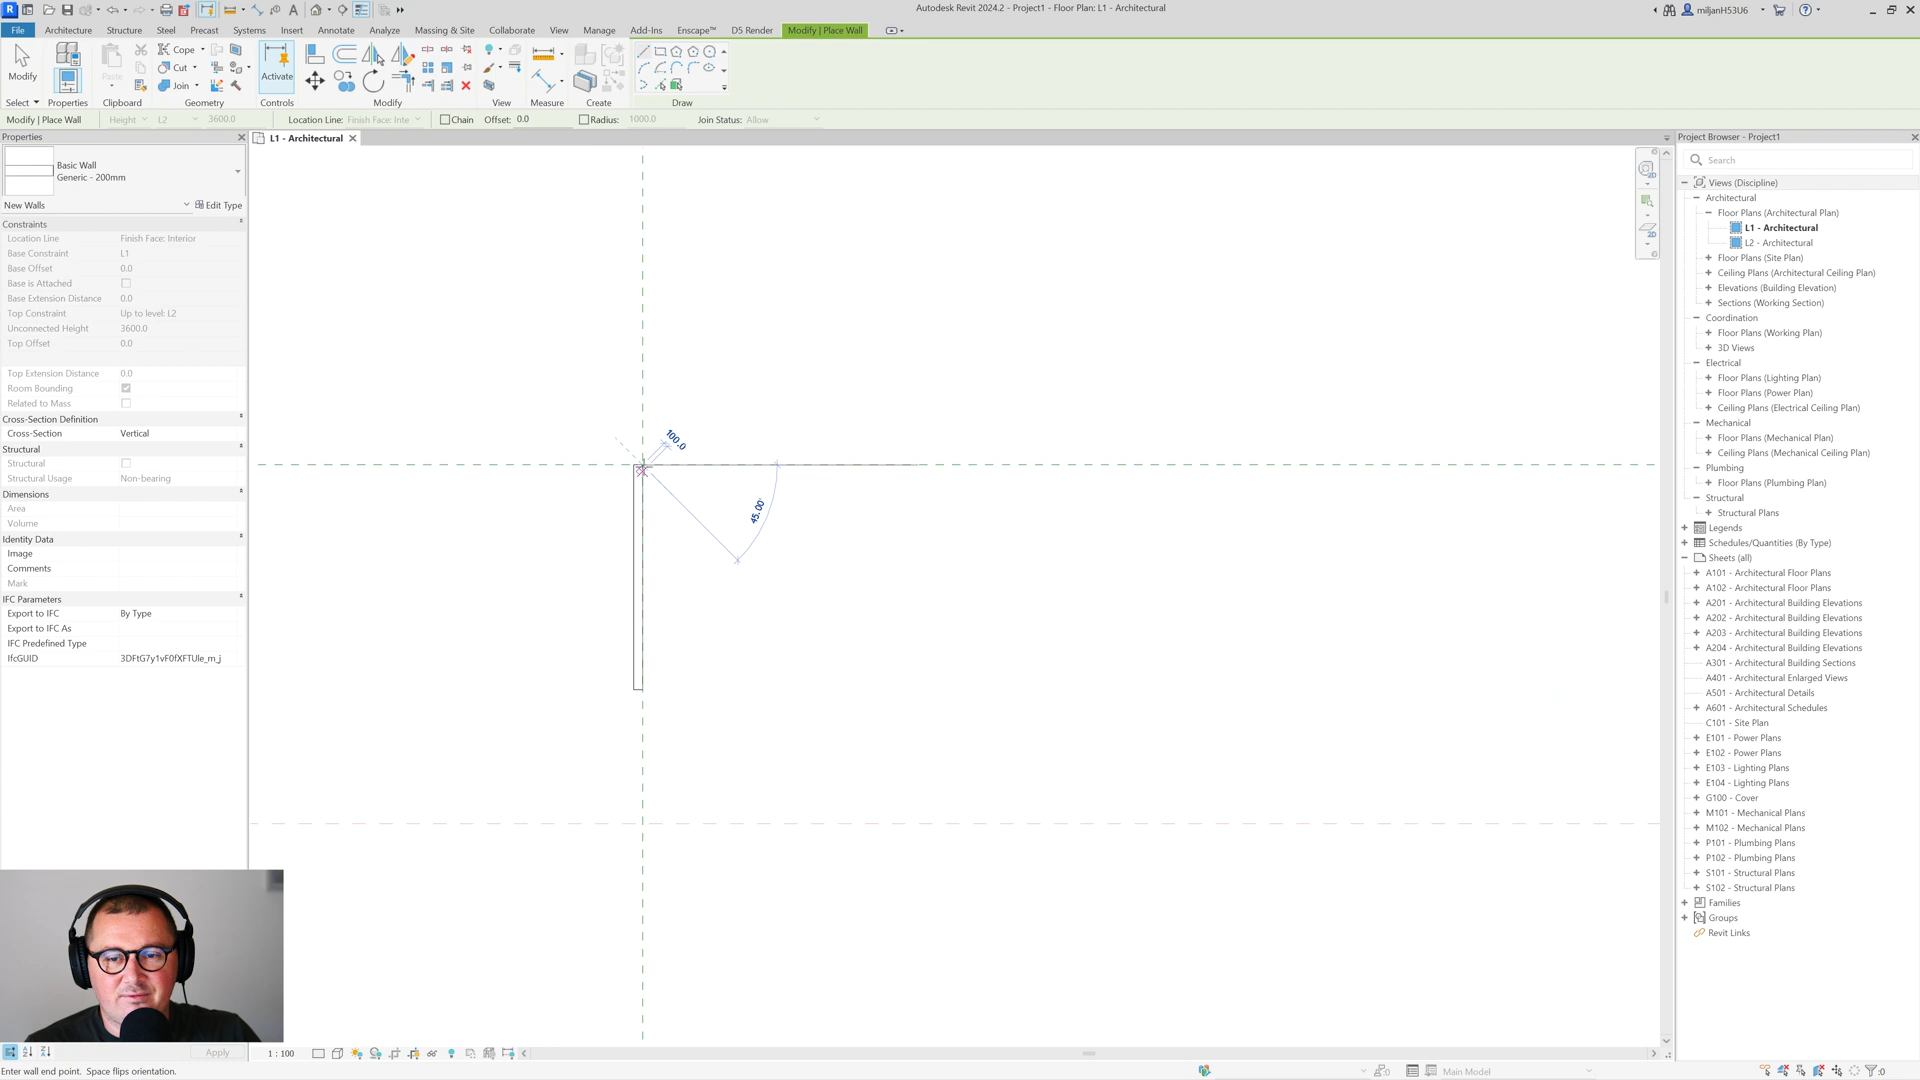 Autodesk Revit 2024.2 - Project1 - Floor Plan: L1 - Architectural
miljanH53U6
File
Architecture
Structure
Steel
Precast
Systems
Insert
Annotate
Analyze
Massing & Site
Collaborate
View
Manage
Add-Ins
Enscape™
D5 Render
Modify | Place Wall
Modify
Paste
Cope
Cut
Join
Activate
Select
Properties
Clipboard
Geometry
Controls
Modify
View
Measure
Create
Draw
Modify | Place Wall
Height
L2
3600.0
Location Line: Finish Face: Inte
Chain
Offset: 0.0
Radius: 1000.0
Join Status: Allow
Properties
L1 - Architectural
Project Browser - Project1
Basic Wall
Generic - 200mm
New Walls
Edit Type
Constraints
Location Line Finish Face: Interior
Base Constraint L1
Base Offset 0.0
Base is Attached
Base Extension Distance 0.0
Top Constraint Up to level: L2
Unconnected Height 3600.0
Top Offset 0.0
Top Extension Distance 0.0
Room Bounding
Related to Mass
Cross-Section Definition
Cross-Section Vertical
Structural
Structural
Structural Usage Non-bearing
Dimensions
Area
Volume
Identity Data
Image
Comments
Mark
IFC Parameters
Export to IFC By Type
Export to IFC As
IFC Predefined Type
IfcGUID 3DFtG7y1vF0fXFTUle_m_j
Apply
100.0
45.00°
2D
2D
Search
Views (Discipline)
Architectural
Floor Plans (Architectural Plan)
L1 - Architectural
L2 - Architectural
Floor Plans (Site Plan)
Ceiling Plans (Architectural Ceiling Plan)
Elevations (Building Elevation)
Sections (Working Section)
Coordination
Floor Plans (Working Plan)
3D Views
Electrical
Floor Plans (Lighting Plan)
Floor Plans (Power Plan)
Ceiling Plans (Electrical Ceiling Plan)
Mechanical
Floor Plans (Mechanical Plan)
Ceiling Plans (Mechanical Ceiling Plan)
Plumbing
Floor Plans (Plumbing Plan)
Structural
Structural Plans
Legends
Schedules/Quantities (By Type)
Sheets (all)
A101 - Architectural Floor Plans
A102 - Architectural Floor Plans
A201 - Architectural Building Elevations
A202 - Architectural Building Elevations
A203 - Architectural Building Elevations
A204 - Architectural Building Elevations
A301 - Architectural Building Sections
A401 - Architectural Enlarged Views
A501 - Architectural Details
A601 - Architectural Schedules
C101 - Site Plan
E101 - Power Plans
E102 - Power Plans
E103 - Lighting Plans
E104 - Lighting Plans
G100 - Cover
M101 - Mechanical Plans
M102 - Mechanical Plans
P101 - Plumbing Plans
P102 - Plumbing Plans
S101 - Structural Plans
S102 - Structural Plans
Families
Groups
Revit Links
1 : 100
Enter wall end point. Space flips orientation.
:0
Main Model
:0